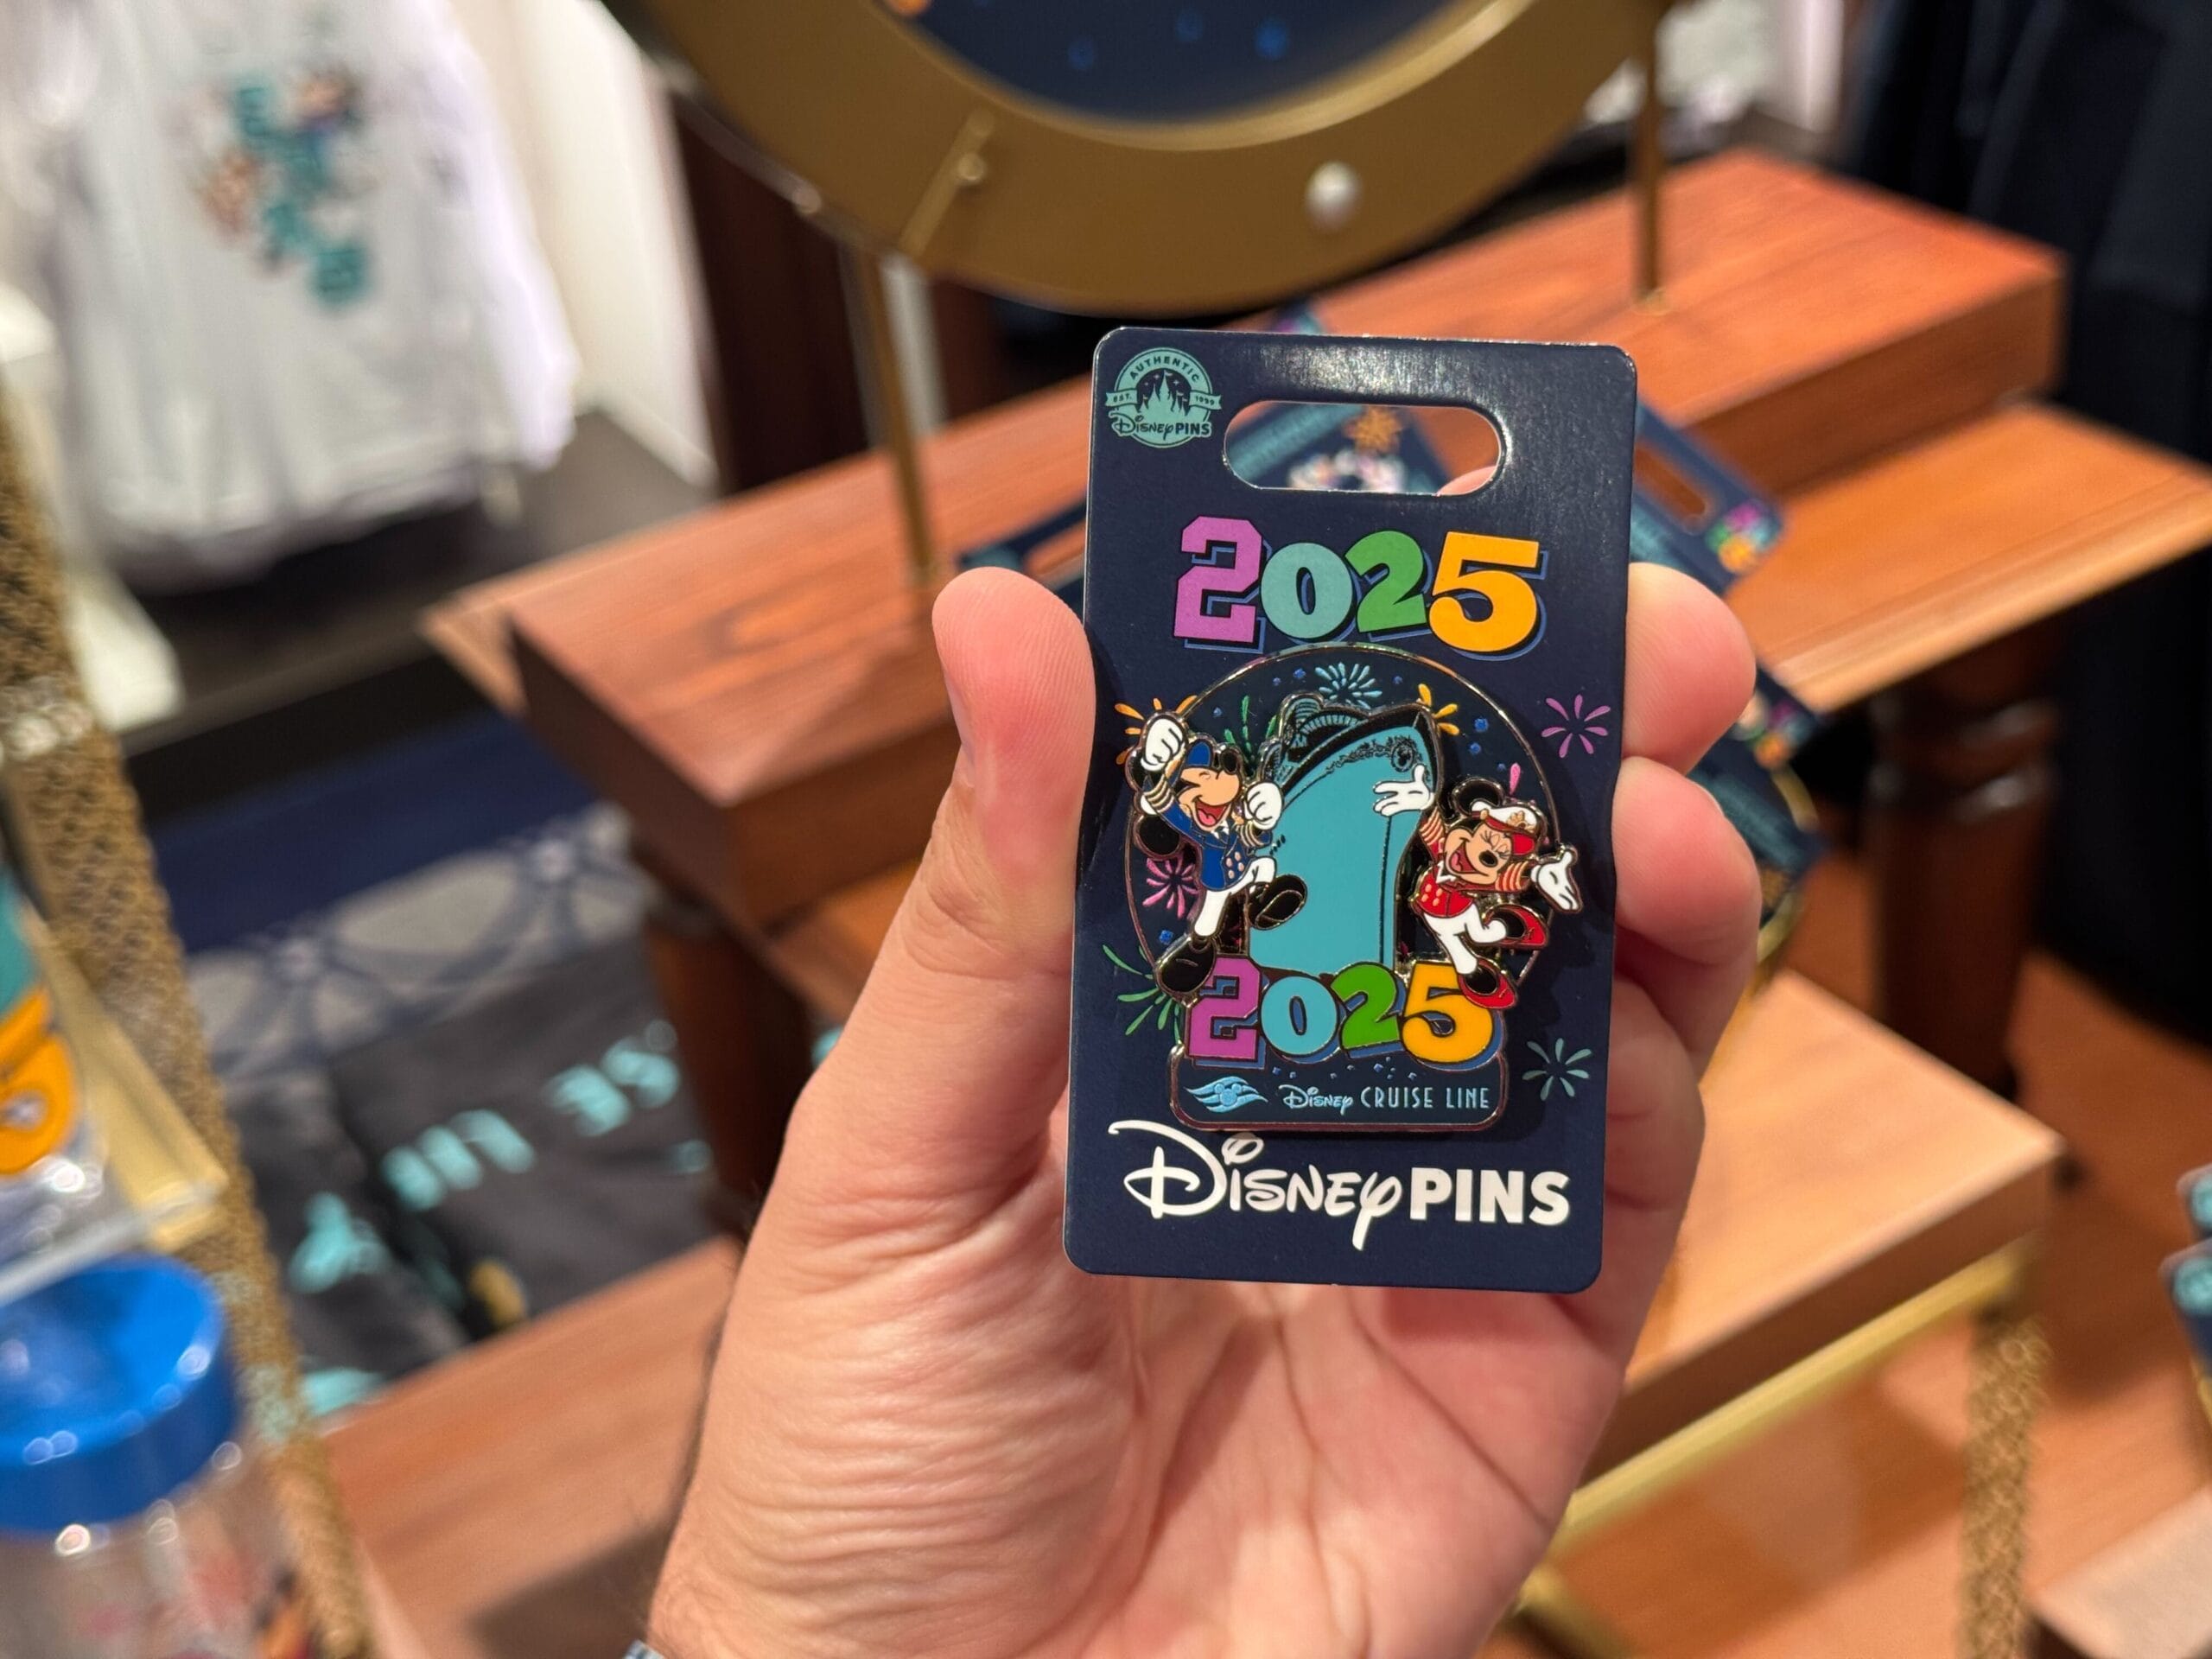 AUTHENTIC
EST. 1999
Disney PINS
2025
2025
Disney CRUISE LINE
Disney PINS